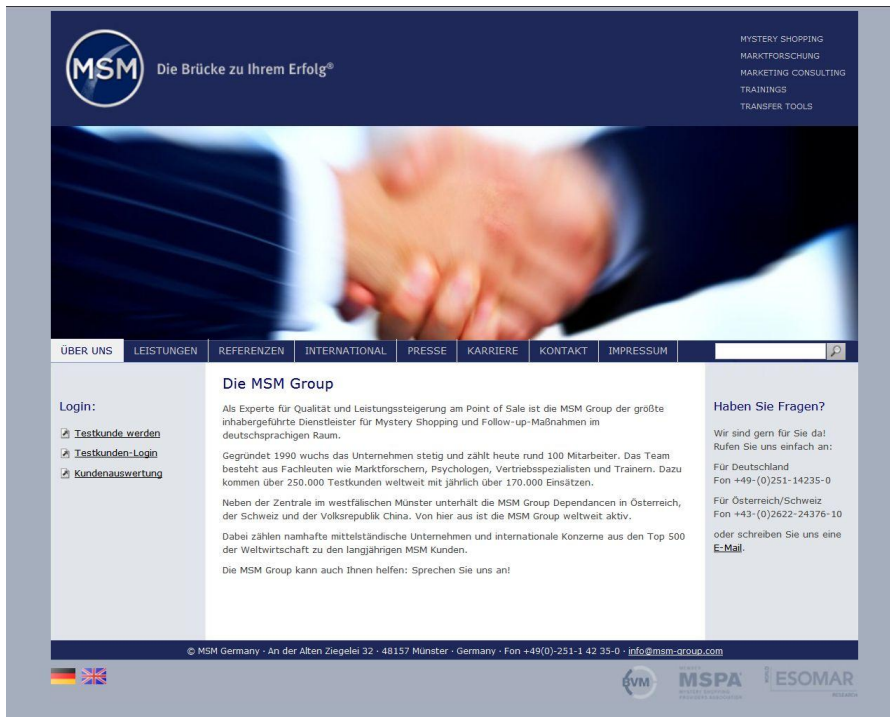 MSM
Die Brücke zu Ihrem Erfolg®
MYSTERY SHOPPING
MARKTFORSCHUNG
MARKETING CONSULTING
TRAININGS
TRANSFER TOOLS
ÜBER UNS LEISTUNGEN REFERENZEN INTERNATIONAL PRESSE KARRIERE KONTAKT IMPRESSUM
Login:
Testkunde werden
Testkunden-Login
Kundenauswertung
Die MSM Group
Als Experte für Qualität und Leistungssteigerung am Point of Sale ist die MSM Group der größte
inhabergeführte Dienstleister für Mystery Shopping und Follow-up-Maßnahmen im
deutschsprachigen Raum.
Gegründet 1990 wuchs das Unternehmen stetig und zählt heute rund 100 Mitarbeiter. Das Team
besteht aus Fachleuten wie Marktforschern, Psychologen, Vertriebsspezialisten und Trainern. Dazu
kommen über 250.000 Testkunden weltweit mit jährlich über 170.000 Einsätzen.
Neben der Zentrale im westfälischen Münster unterhält die MSM Group Dependancen in Österreich,
der Schweiz und der Volksrepublik China. Von hier aus ist die MSM Group weltweit aktiv.
Dabei zählen namhafte mittelständische Unternehmen und internationale Konzerne aus den Top 500
der Weltwirtschaft zu den langjährigen MSM Kunden.
Die MSM Group kann auch Ihnen helfen: Sprechen Sie uns an!
Haben Sie Fragen?
Wir sind gern für Sie da!
Rufen Sie uns einfach an:
Für Deutschland
Fon +49-(0)251-14235-0
Für Österreich/Schweiz
Fon +43-(0)2622-24376-10
oder schreiben Sie uns eine
E-Mail.
© MSM Germany · An der Alten Ziegelei 32 · 48157 Münster · Germany · Fon +49(0)-251-1 42 35-0 · info@msm-group.com
BVM
MSPA
ESOMAR